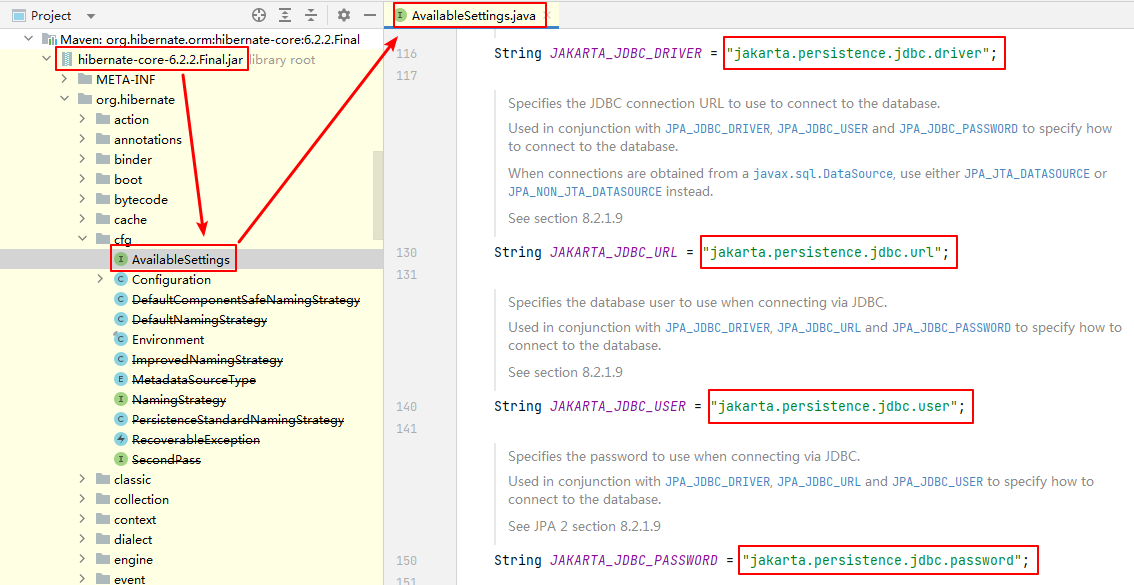 Project
Maven: org.hibernate.orm:hibernate-core:6.2.2.Final
hibernate-core-6.2.2.Final.jar library root
META-INF
org.hibernate
action
annotations
binder
boot
bytecode
cache
cfg
AvailableSettings
Configuration
DefaultComponentSafeNamingStrategy
DefaultNamingStrategy
Environment
ImprovedNamingStrategy
MetadataSourceType
NamingStrategy
PersistenceStandardNamingStrategy
RecoverableException
SecondPass
classic
collection
context
dialect
engine
event
AvailableSettings.java
116 String JAKARTA_JDBC_DRIVER = "jakarta.persistence.jdbc.driver";
117
Specifies the JDBC connection URL to use to connect to the database.
Used in conjunction with JPA_JDBC_DRIVER, JPA_JDBC_USER and JPA_JDBC_PASSWORD to specify how
to connect to the database.
When connections are obtained from a javax.sql.DataSource, use either JPA_JTA_DATASOURCE or
JPA_NON_JTA_DATASOURCE instead.
See section 8.2.1.9
130 String JAKARTA_JDBC_URL = "jakarta.persistence.jdbc.url";
131
Specifies the database user to use when connecting via JDBC.
Used in conjunction with JPA_JDBC_DRIVER, JPA_JDBC_URL and JPA_JDBC_PASSWORD to specify how to
connect to the database.
See section 8.2.1.9
140 String JAKARTA_JDBC_USER = "jakarta.persistence.jdbc.user";
141
Specifies the password to use when connecting via JDBC.
Used in conjunction with JPA_JDBC_DRIVER, JPA_JDBC_URL and JPA_JDBC_USER to specify how to
connect to the database.
See JPA 2 section 8.2.1.9
150 String JAKARTA_JDBC_PASSWORD = "jakarta.persistence.jdbc.password";
151